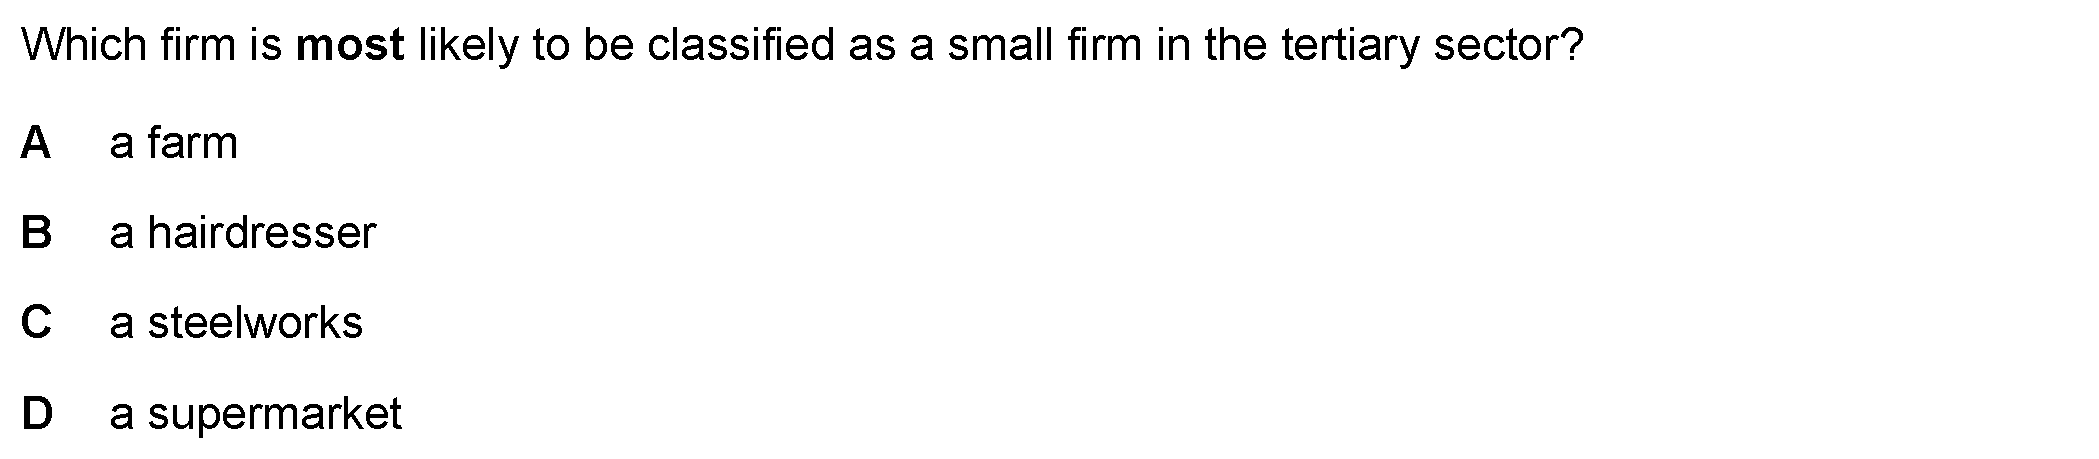 Which firm is most likely to be classified as a small firm in the tertiary sector?
A a farm
B a hairdresser
C a steelworks
D a supermarket